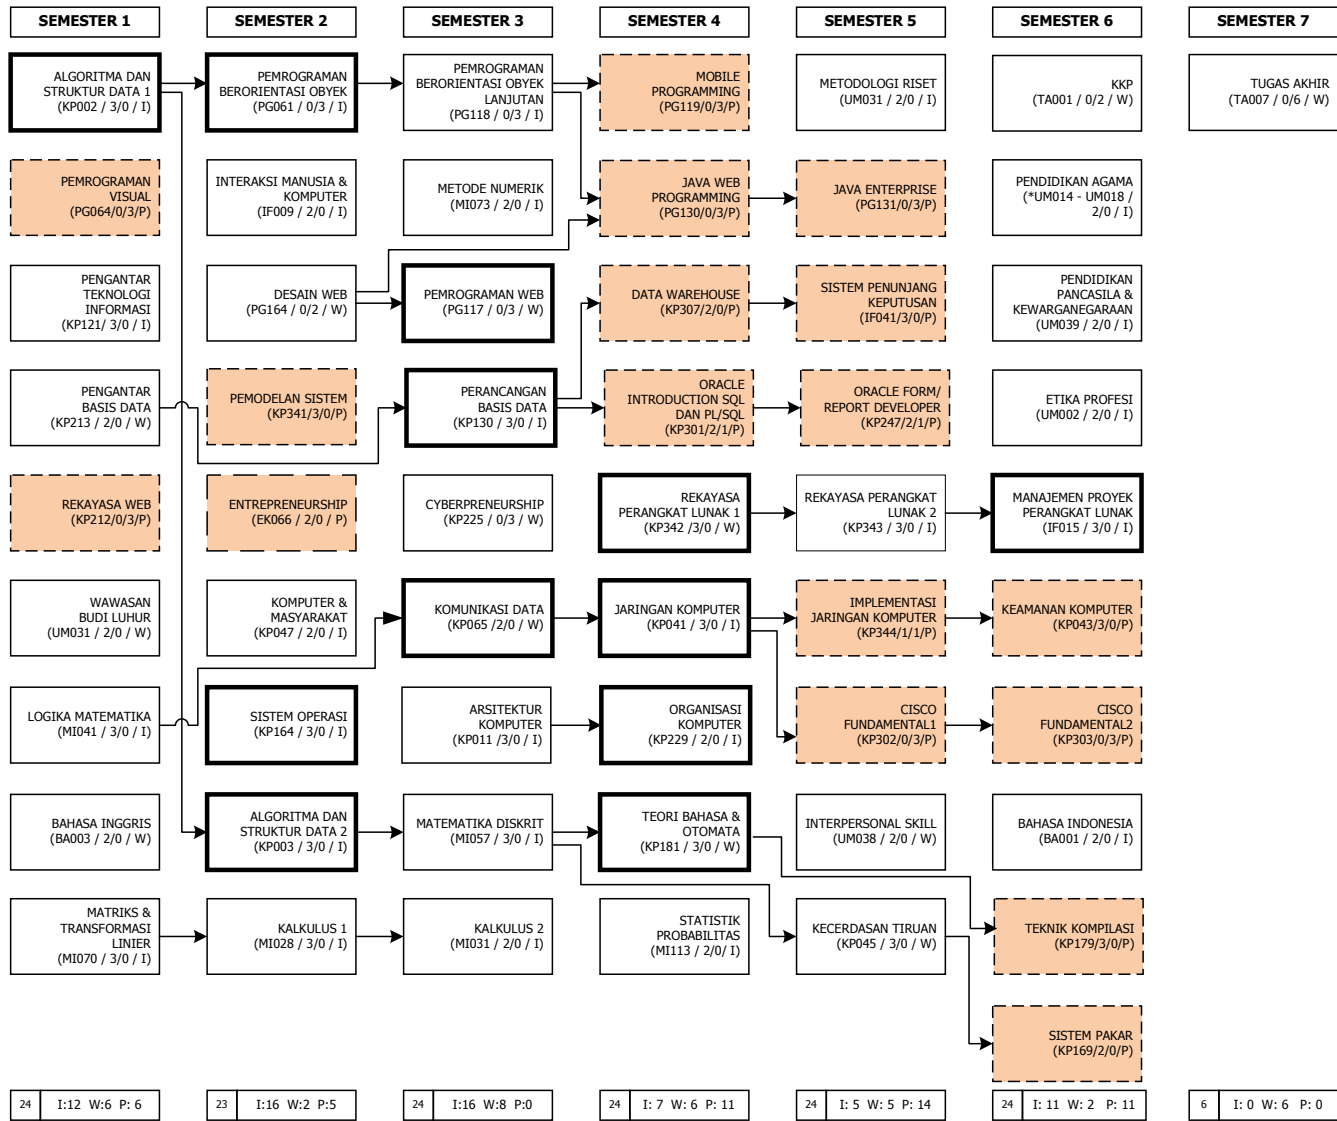 SEMESTER 1
SEMESTER 2
SEMESTER 3
SEMESTER 4
SEMESTER 5
SEMESTER 6
SEMESTER 7
ALGORITMA DAN
STRUKTUR DATA 1
(KP002 / 3/0 / I)
PEMROGRAMAN
BERORIENTASI OBYEK
(PG061 / 0/3 / I)
PEMROGRAMAN
BERORIENTASI OBYEK
LANJUTAN
(PG118 / 0/3 / I)
MOBILE
PROGRAMMING
(PG119/0/3/P)
METODOLOGI RISET
(UM031 / 2/0 / I)
KKP
(TA001 / 0/2 / W)
TUGAS AKHIR
(TA007 / 0/6 / W)
PEMROGRAMAN
VISUAL
(PG064/0/3/P)
INTERAKSI MANUSIA &
KOMPUTER
(IF009 / 2/0 / I)
METODE NUMERIK
(MI073 / 2/0 / I)
JAVA WEB
PROGRAMMING
(PG130/0/3/P)
JAVA ENTERPRISE
(PG131/0/3/P)
PENDIDIKAN AGAMA
(*UM014 - UM018 /
2/0 / I)
PENGANTAR
TEKNOLOGI
INFORMASI
(KP121/ 3/0 / I)
DESAIN WEB
(PG164 / 0/2 / W)
PEMROGRAMAN WEB
(PG117 / 0/3 / W)
DATA WAREHOUSE
(KP307/2/0/P)
SISTEM PENUNJANG
KEPUTUSAN
(IF041/3/0/P)
PENDIDIKAN
PANCASILA &
KEWARGANEGARAAN
(UM039 / 2/0 / I)
PENGANTAR
BASIS DATA
(KP213 / 2/0 / W)
PEMODELAN SISTEM
(KP341/3/0/P)
PERANCANGAN
BASIS DATA
(KP130 / 3/0 / I)
ORACLE
INTRODUCTION SQL
DAN PL/SQL
(KP301/2/1/P)
ORACLE FORM/
REPORT DEVELOPER
(KP247/2/1/P)
ETIKA PROFESI
(UM002 / 2/0 / I)
REKAYASA WEB
(KP212/0/3/P)
ENTREPRENEURSHIP
(EK066 / 2/0 / P)
CYBERPRENEURSHIP
(KP225 / 0/3 / W)
REKAYASA
PERANGKAT LUNAK 1
(KP342 /3/0 / W)
REKAYASA PERANGKAT
LUNAK 2
(KP343 / 3/0 / I)
MANAJEMEN PROYEK
PERANGKAT LUNAK
(IF015 / 3/0 / I)
WAWASAN
BUDI LUHUR
(UM031 / 2/0 / W)
KOMPUTER &
MASYARAKAT
(KP047 / 2/0 / I)
KOMUNIKASI DATA
(KP065 /2/0 / W)
JARINGAN KOMPUTER
(KP041 / 3/0 / I)
IMPLEMENTASI
JARINGAN KOMPUTER
(KP344/1/1/P)
KEAMANAN KOMPUTER
(KP043/3/0/P)
LOGIKA MATEMATIKA
(MI041 / 3/0 / I)
SISTEM OPERASI
(KP164 / 3/0 / I)
ARSITEKTUR
KOMPUTER
(KP011 /3/0 / I)
ORGANISASI
KOMPUTER
(KP229 / 2/0 / I)
CISCO
FUNDAMENTAL1
(KP302/0/3/P)
CISCO
FUNDAMENTAL2
(KP303/0/3/P)
BAHASA INGGRIS
(BA003 / 2/0 / W)
ALGORITMA DAN
STRUKTUR DATA 2
(KP003 / 3/0 / I)
MATEMATIKA DISKRIT
(MI057 / 3/0 / I)
TEORI BAHASA &
OTOMATA
(KP181 / 3/0 / W)
INTERPERSONAL SKILL
(UM038 / 2/0 / W)
BAHASA INDONESIA
(BA001 / 2/0 / I)
MATRIKS &
TRANSFORMASI
LINIER
(MI070 / 3/0 / I)
KALKULUS 1
(MI028 / 3/0 / I)
KALKULUS 2
(MI031 / 2/0 / I)
STATISTIK
PROBABILITAS
(MI113 / 2/0/ I)
KECERDASAN TIRUAN
(KP045 / 3/0 / W)
TEKNIK KOMPILASI
(KP179/3/0/P)
SISTEM PAKAR
(KP169/2/0/P)
24 I:12 W:6 P: 6
23 I:16 W:2 P:5
24 I:16 W:8 P:0
24 I: 7 W: 6 P: 11
24 I: 5 W: 5 P: 14
24 I: 11 W: 2 P: 11
6 I: 0 W: 6 P: 0